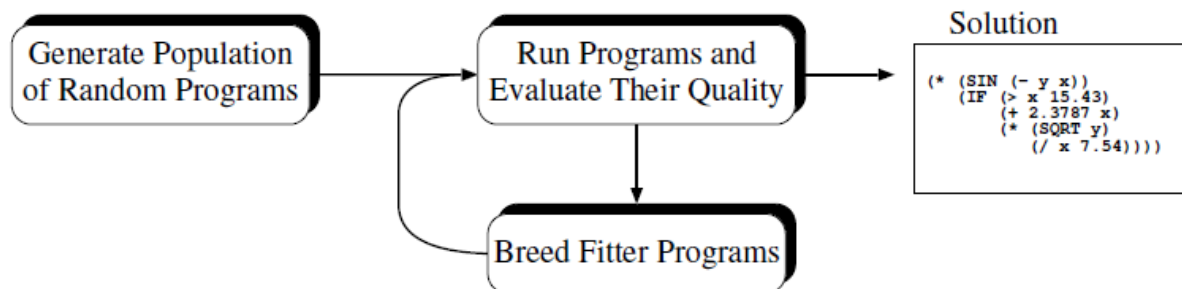 Generate Population
of Random Programs
Run Programs and
Evaluate Their Quality
Breed Fitter Programs
Solution
(* (SIN (- y x))
(IF (> x 15.43)
(+ 2.3787 x)
(* (SQRT y)
(/ x 7.54))))